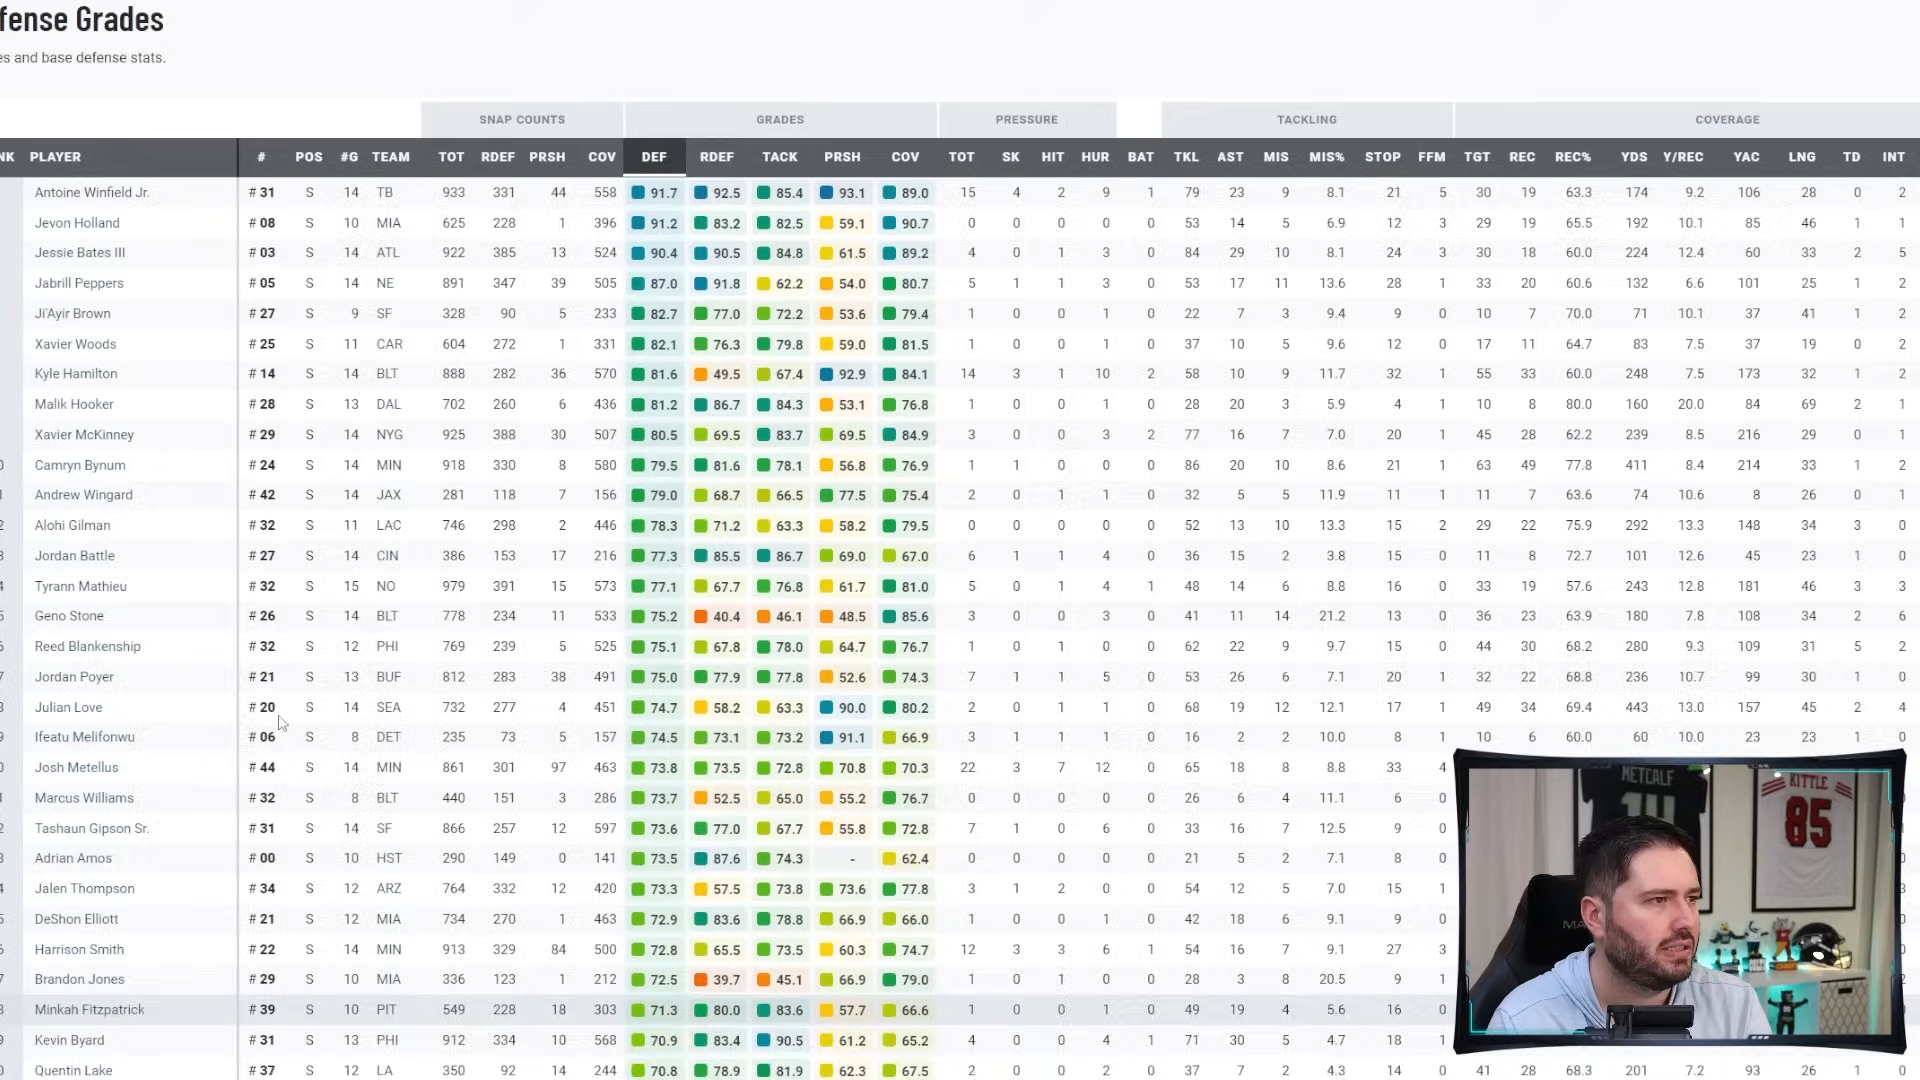 fense Grades
es and base defense stats.
SNAP COUNTS GRADES PRESSURE TACKLING COVERAGE
NK PLAYER # POS #G TEAM TOT RDEF PRSH COV DEF RDEF TACK PRSH COV TOT SK HIT HUR BAT TKL AST MIS MIS% STOP FFM TGT REC REC% YDS Y/REC YAC LNG TD INT
Antoine Winfield Jr. # 31 S 14 TB 933 331 44 558 91.7 92.5 85.4 93.1 89.0 15 4 2 9 1 79 23 9 8.1 21 5 30 19 63.3 174 9.2 106 28 0 2
Jevon Holland # 08 S 10 MIA 625 228 1 396 91.2 83.2 82.5 59.1 90.7 0 0 0 0 0 53 14 5 6.9 12 3 29 19 65.5 192 10.1 85 46 1 1
Jessie Bates III # 03 S 14 ATL 922 385 13 524 90.4 90.5 84.8 61.5 89.2 4 0 1 3 0 84 29 10 8.1 24 3 30 18 60.0 224 12.4 60 33 2 5
Jabrill Peppers # 05 S 14 NE 891 347 39 505 87.0 91.8 62.2 54.0 80.7 5 1 1 3 0 53 17 11 13.6 28 1 33 20 60.6 132 6.6 101 25 1 2
Ji'Ayir Brown # 27 S 9 SF 328 90 5 233 82.7 77.0 72.2 53.6 79.4 1 0 0 1 0 22 7 3 9.4 9 0 10 7 70.0 71 10.1 37 41 1 2
Xavier Woods # 25 S 11 CAR 604 272 1 331 82.1 76.3 79.8 59.0 81.5 1 0 0 1 0 37 10 5 9.6 12 0 17 11 64.7 83 7.5 37 19 0 2
Kyle Hamilton # 14 S 14 BLT 888 282 36 570 81.6 49.5 67.4 92.9 84.1 14 3 1 10 2 58 10 9 11.7 32 1 55 33 60.0 248 7.5 173 32 1 2
Malik Hooker # 28 S 13 DAL 702 260 6 436 81.2 86.7 84.3 53.1 76.8 1 0 0 1 0 28 20 3 5.9 4 1 10 8 80.0 160 20.0 84 69 2 1
Xavier McKinney # 29 S 14 NYG 925 388 30 507 80.5 69.5 83.7 69.5 84.9 3 0 0 3 2 77 16 7 7.0 20 1 45 28 62.2 239 8.5 216 29 0 1
0 Camryn Bynum # 24 S 14 MIN 918 330 8 580 79.5 81.6 78.1 56.8 76.9 1 1 0 0 0 86 20 10 8.6 21 1 63 49 77.8 411 8.4 214 33 1 2
1 Andrew Wingard # 42 S 14 JAX 281 118 7 156 79.0 68.7 66.5 77.5 75.4 2 0 1 1 0 32 5 5 11.9 11 1 11 7 63.6 74 10.6 8 26 0 1
2 Alohi Gilman # 32 S 11 LAC 746 298 2 446 78.3 71.2 63.3 58.2 79.5 0 0 0 0 0 52 13 10 13.3 15 2 29 22 75.9 292 13.3 148 34 3 0
3 Jordan Battle # 27 S 14 CIN 386 153 17 216 77.3 85.5 86.7 69.0 67.0 6 1 1 4 0 36 15 2 3.8 15 0 11 8 72.7 101 12.6 45 23 1 0
4 Tyrann Mathieu # 32 S 15 NO 979 391 15 573 77.1 67.7 76.8 61.7 81.0 5 0 1 4 1 48 14 6 8.8 16 0 33 19 57.6 243 12.8 181 46 3 3
5 Geno Stone # 26 S 14 BLT 778 234 11 533 75.2 40.4 46.1 48.5 85.6 3 0 0 3 0 41 11 14 21.2 13 0 36 23 63.9 180 7.8 108 34 2 6
6 Reed Blankenship # 32 S 12 PHI 769 239 5 525 75.1 67.8 78.0 64.7 76.7 1 0 1 0 0 62 22 9 9.7 15 0 44 30 68.2 280 9.3 109 31 5 2
7 Jordan Poyer # 21 S 13 BUF 812 283 38 491 75.0 77.9 77.8 52.6 74.3 7 1 1 5 0 53 26 6 7.1 20 1 32 22 68.8 236 10.7 99 30 1 0
8 Julian Love # 20 S 14 SEA 732 277 4 451 74.7 58.2 63.3 90.0 80.2 2 0 1 1 0 68 19 12 12.1 17 1 49 34 69.4 443 13.0 157 45 2 4
9 Ifeatu Melifonwu # 06 S 8 DET 235 73 5 157 74.5 73.1 73.2 91.1 66.9 3 1 1 1 0 16 2 2 10.0 8 1 10 6 60.0 60 10.0 23 23 1 0
0 Josh Metellus # 44 S 14 MIN 861 301 97 463 73.8 73.5 72.8 70.8 70.3 22 3 7 12 0 65 18 8 8.8 33 4
1 Marcus Williams # 32 S 8 BLT 440 151 3 286 73.7 52.5 65.0 55.2 76.7 0 0 0 0 0 26 6 4 11.1 6 0
2 Tashaun Gipson Sr. # 31 S 14 SF 866 257 12 597 73.6 77.0 67.7 55.8 72.8 7 1 0 6 0 33 16 7 12.5 9 0
3 Adrian Amos # 00 S 10 HST 290 149 0 141 73.5 87.6 74.3 - 62.4 0 0 0 0 0 21 5 2 7.1 8 0
4 Jalen Thompson # 34 S 12 ARZ 764 332 12 420 73.3 57.5 73.8 73.6 77.8 3 1 2 0 0 54 12 5 7.0 15 1
5 DeShon Elliott # 21 S 12 MIA 734 270 1 463 72.9 83.6 78.8 66.9 66.0 1 0 0 1 0 42 18 6 9.1 9 0
6 Harrison Smith # 22 S 14 MIN 913 329 84 500 72.8 65.5 73.5 60.3 74.7 12 3 3 6 1 54 16 7 9.1 27 3
7 Brandon Jones # 29 S 10 MIA 336 123 1 212 72.5 39.7 45.1 66.9 79.0 1 0 1 0 0 28 3 8 20.5 9 1
8 Minkah Fitzpatrick # 39 S 10 PIT 549 228 18 303 71.3 80.0 83.6 57.7 66.6 1 0 0 1 0 49 19 4 5.6 16 0
9 Kevin Byard # 31 S 13 PHI 912 334 10 568 70.9 83.4 90.5 61.2 65.2 4 0 0 4 1 71 30 5 4.7 18 1
0 Quentin Lake # 37 S 12 LA 350 92 14 244 70.8 78.9 81.9 62.3 67.5 2 0 0 2 0 37 7 2 4.3 14 0 41 28 68.3 201 7.2 93 26 1 0
METCALF
14
KITTLE
85